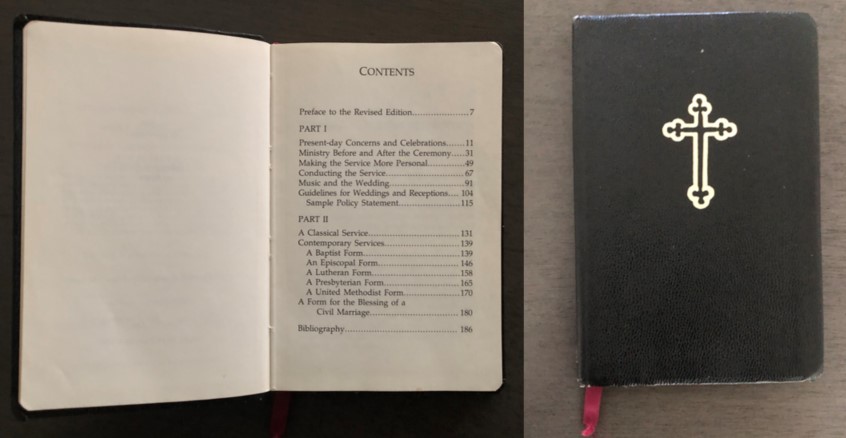 CONTENTS
Preface to the Revised Edition....................7
PART I
Present-day Concerns and Celebrations......11
Ministry Before and After the Ceremony.....31
Making the Service More Personal.............49
Conducting the Service..............................67
Music and the Wedding.............................91
Guidelines for Weddings and Receptions.... 104
Sample Policy Statement.......................115
PART II
A Classical Service....................................131
Contemporary Services..............................139
A Baptist Form....................................139
An Episcopal Form...............................146
A Lutheran Form.................................158
A Presbyterian Form............................165
A United Methodist Form.....................170
A Form for the Blessing of a
Civil Marriage................................ 180
Bibliography.......................................... 186